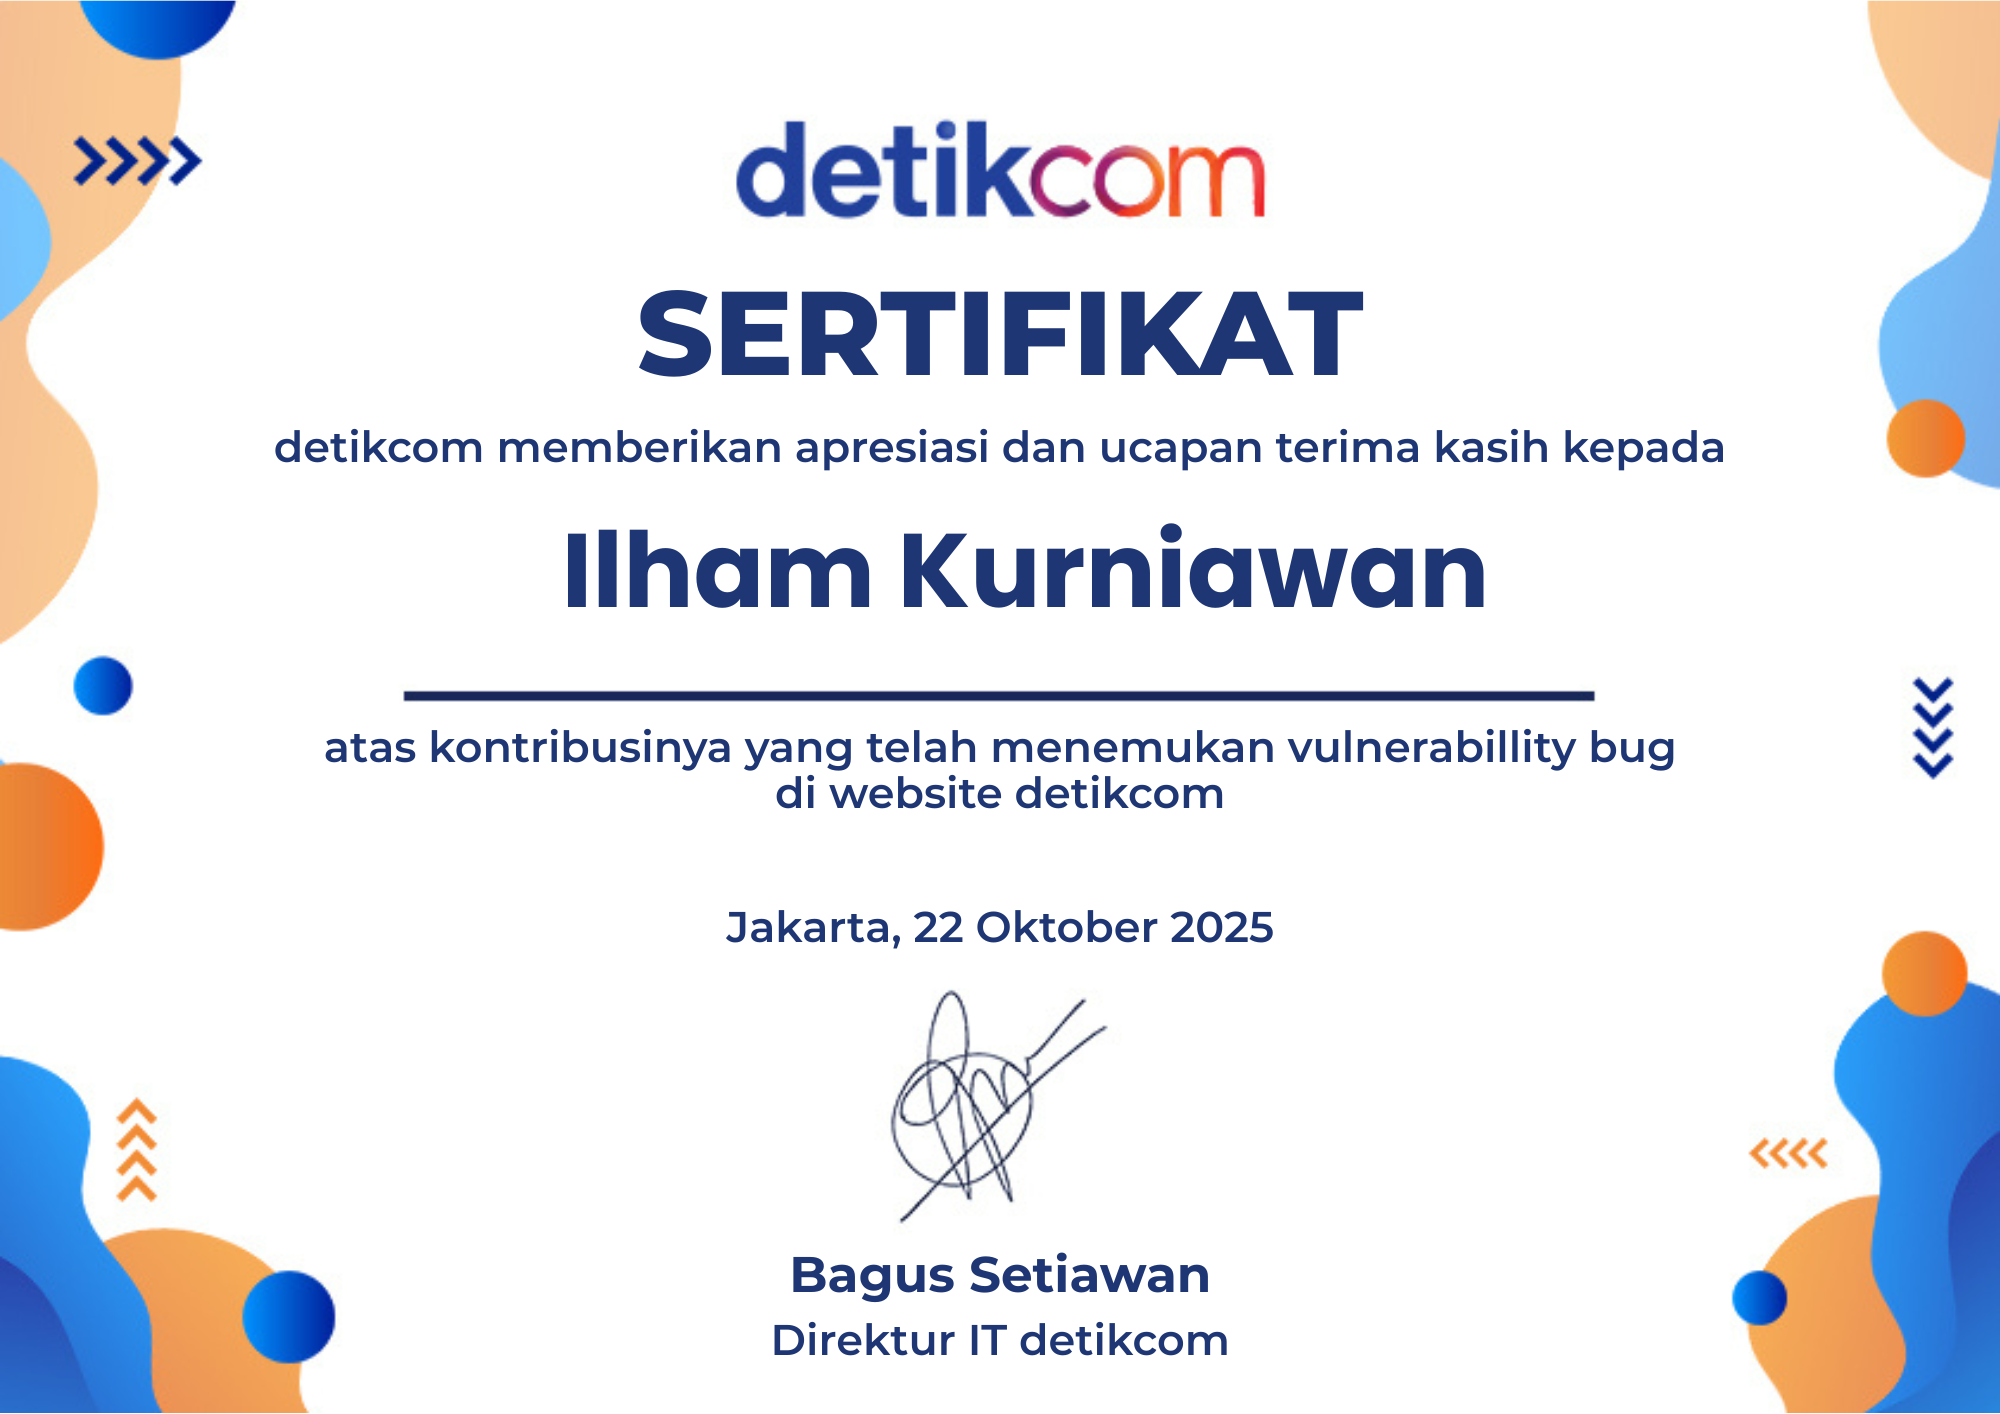 detikcom
SERTIFIKAT
detikcom memberikan apresiasi dan ucapan terima kasih kepada
Ilham Kurniawan
atas kontribusinya yang telah menemukan vulnerabillity bug
di website detikcom
Jakarta, 22 Oktober 2025
Bagus Setiawan
Direktur IT detikcom